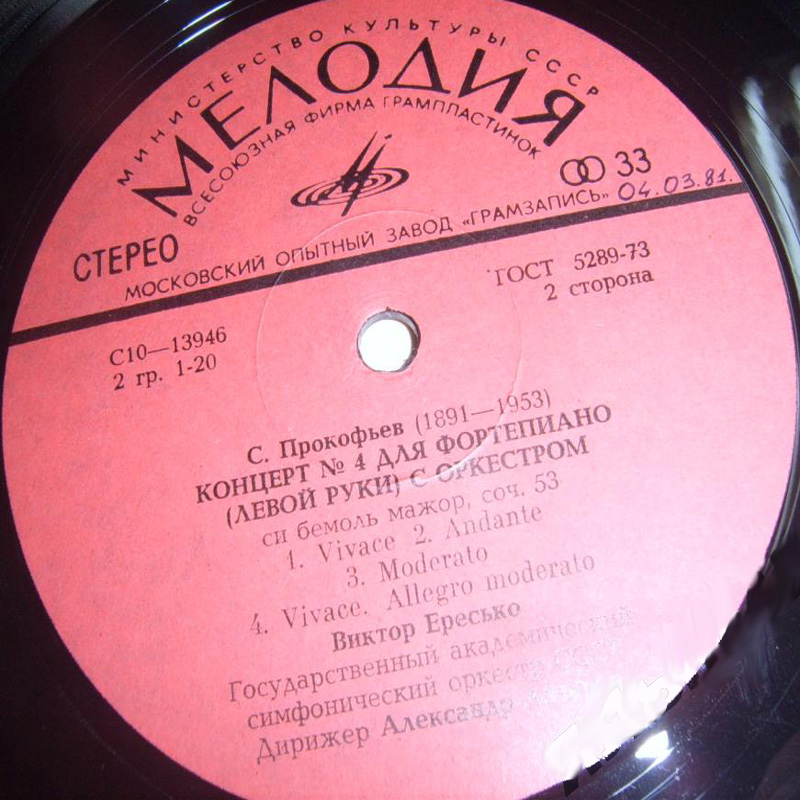 МИНИСТЕРСТВО КУЛЬТУРЫ СССР
МЕЛОДИЯ
ВСЕСОЮЗНАЯ ФИРМА ГРАМПЛАСТИНОК
33
СТЕРЕО
МОСКОВСКИЙ ОПЫТНЫЙ ЗАВОД «ГРАМЗАПИСЬ» 04.03.81.
ГОСТ 5289-73
2 сторона
С10—13946
2 гр. 1-20
С. Прокофьев (1891—1953)
КОНЦЕРТ № 4 ДЛЯ ФОРТЕПИАНО
(ЛЕВОЙ РУКИ) С ОРКЕСТРОМ
си бемоль мажор, соч. 53
1. Vivace 2. Andante
3. Moderato
4. Vivace. Allegro moderato
Виктор Ересько
Государственный академический
симфонический
Дирижер Александр